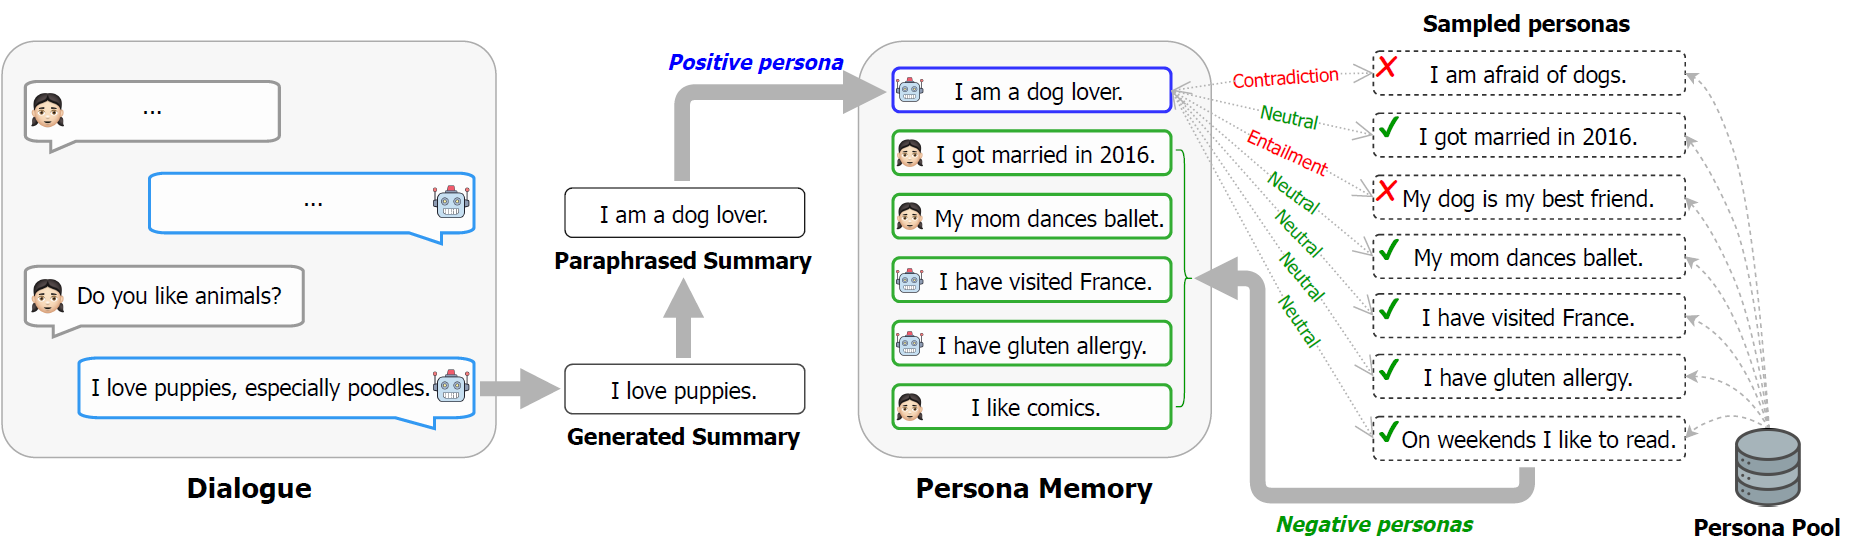 ...
...
Do you like animals?
I love puppies, especially poodles.
Dialogue
I am a dog lover.
Paraphrased Summary
I love puppies.
Generated Summary
Positive persona
I am a dog lover.
I got married in 2016.
My mom dances ballet.
I have visited France.
I have gluten allergy.
I like comics.
Persona Memory
Contradiction
Neutral
Entailment
Neutral
Neutral
Neutral
Neutral
Sampled personas
I am afraid of dogs.
I got married in 2016.
My dog is my best friend.
My mom dances ballet.
I have visited France.
I have gluten allergy.
On weekends I like to read.
Negative personas
Persona Pool